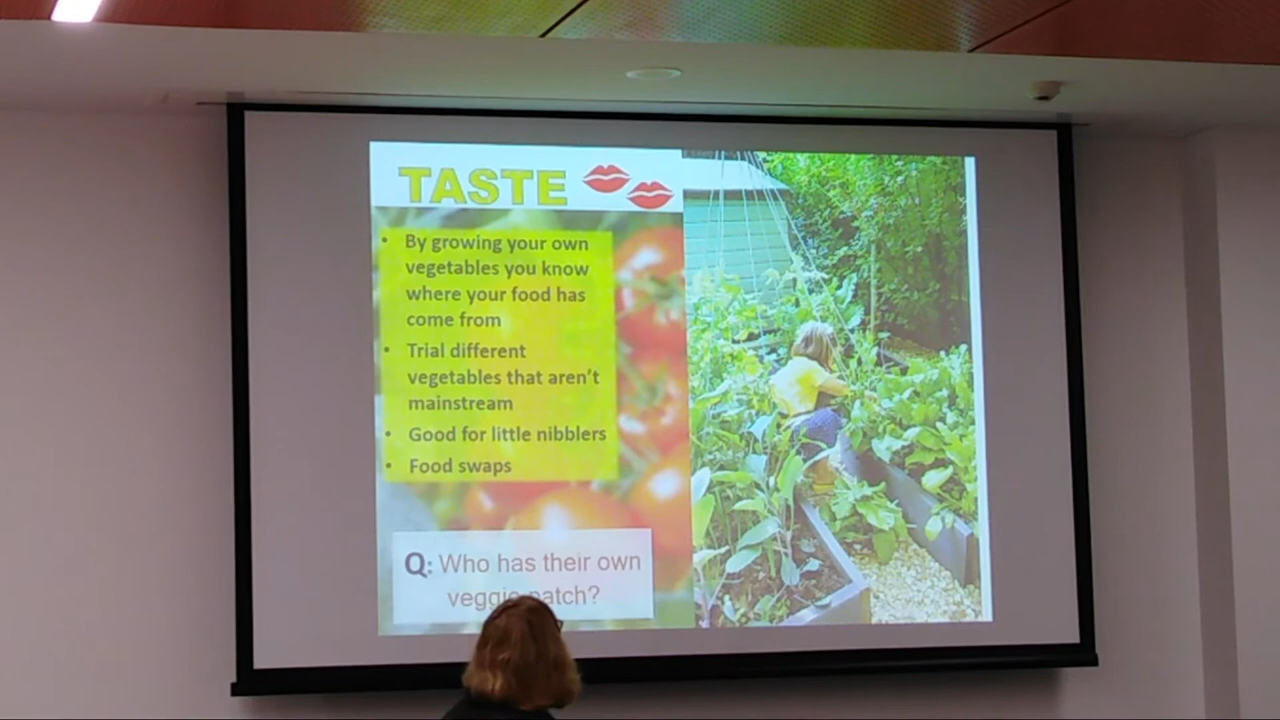 TASTE
• By growing your own
vegetables you know
where your food has
come from
• Trial different
vegetables that aren't
mainstream
• Good for little nibblers
• Food swaps
Q: Who has their own
veggie patch?